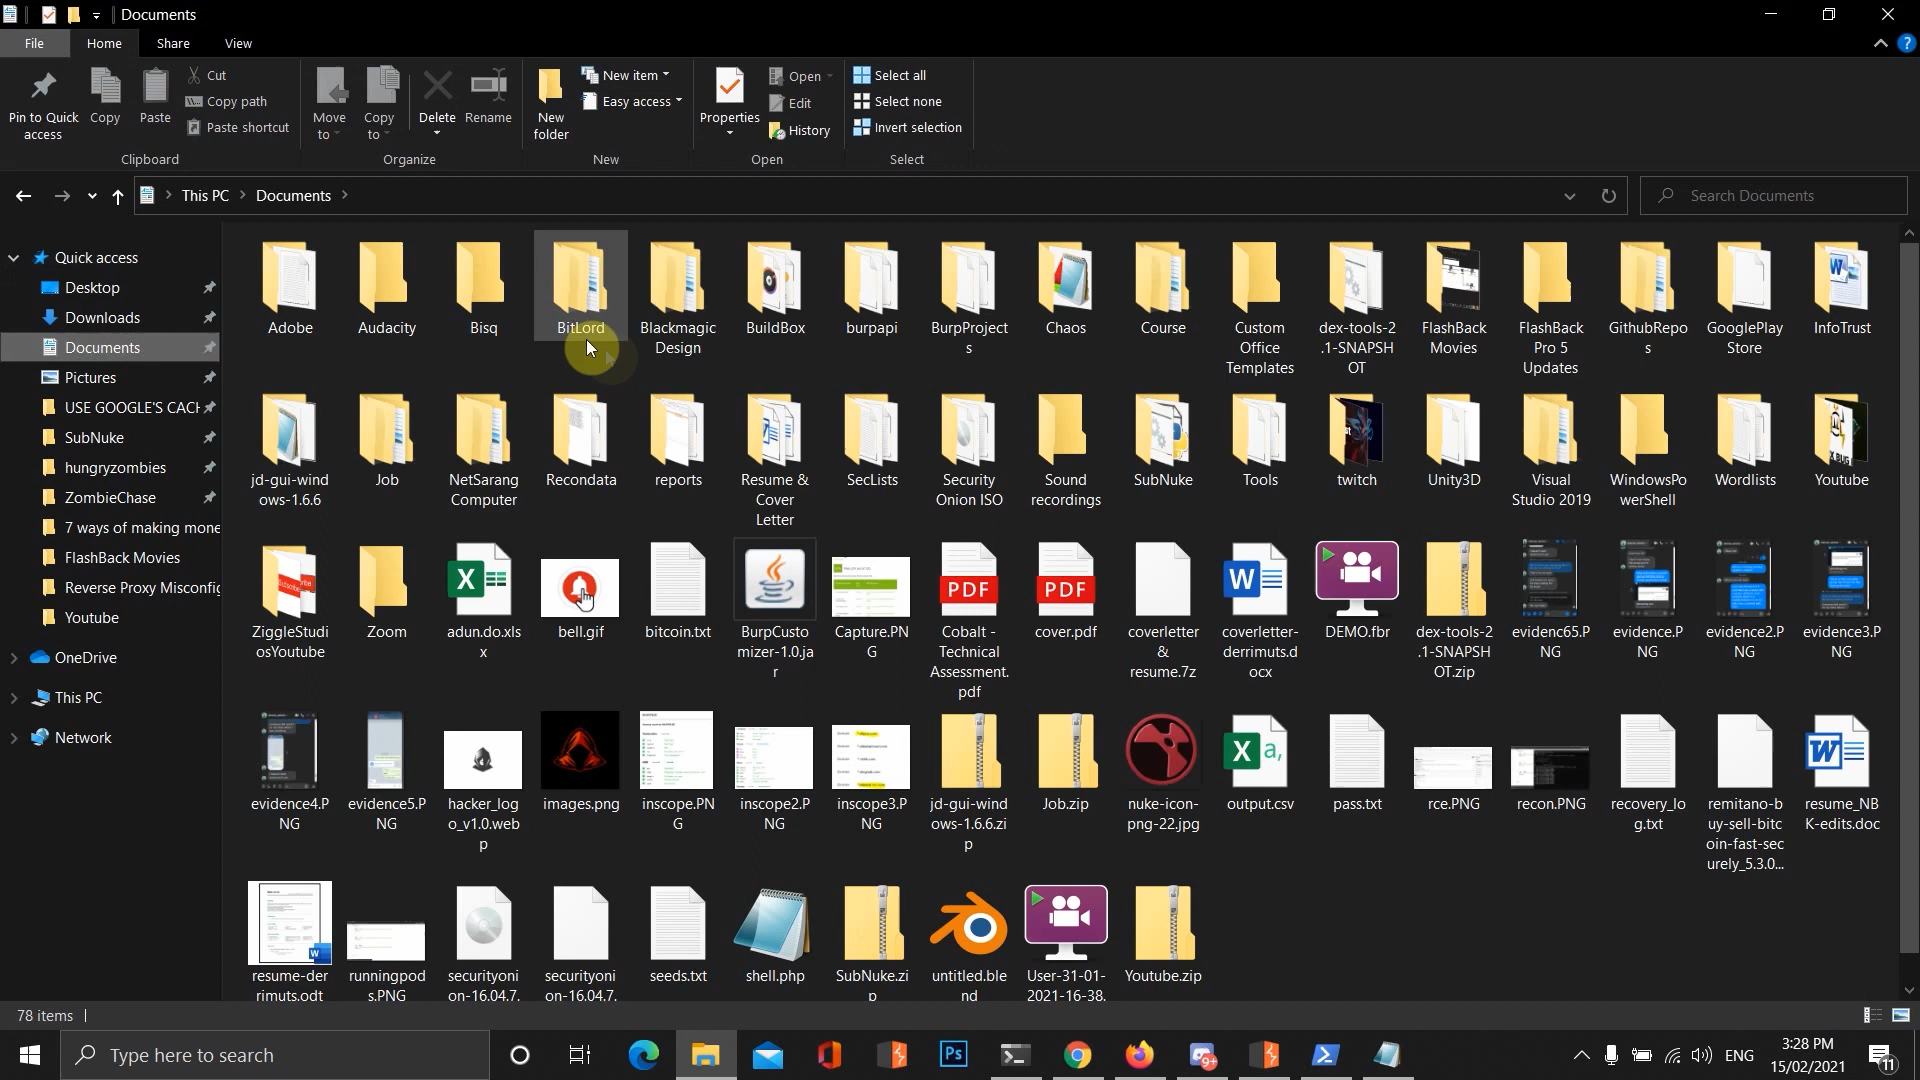 Documents
File
Home
Share
View
Pin to Quick
access
Copy
Paste
Cut
Copy path
Paste shortcut
Clipboard
Move
to
Copy
to
Delete
Rename
Organize
New
folder
New item
Easy access
New
Properties
Open
Edit
History
Open
Select all
Select none
Invert selection
Select
This PC
Documents
Search Documents
Quick access
Desktop
Downloads
Documents
Pictures
USE GOOGLE'S CACH
SubNuke
hungryzombies
ZombieChase
7 ways of making mone
FlashBack Movies
Reverse Proxy Misconfig
Youtube
OneDrive
This PC
Network
Adobe
Audacity
Bisq
BitLord
Blackmagic
Design
BuildBox
burpapi
BurpProject
s
Chaos
Course
Custom
Office
Templates
dex-tools-2
.1-SNAPSH
OT
FlashBack
Movies
FlashBack
Pro 5
Updates
GithubRepo
s
GooglePlay
Store
InfoTrust
jd-gui-wind
ows-1.6.6
Job
NetSarang
Computer
Recondata
reports
Resume &
Cover
Letter
SecLists
Security
Onion ISO
Sound
recordings
SubNuke
Tools
twitch
Unity3D
Visual
Studio 2019
WindowsPo
werShell
Wordlists
Youtube
ZiggleStudi
osYoutube
Zoom
adun.do.xls
x
bell.gif
bitcoin.txt
BurpCusto
mizer-1.0.ja
r
Capture.PN
G
PDF
Cobalt -
Technical
Assessment.
pdf
PDF
cover.pdf
coverletter
&
resume.7z
coverletter-
derrimuts.d
ocx
DEMO.fbr
dex-tools-2
.1-SNAPSH
OT.zip
evidenc65.P
NG
evidence.P
NG
evidence2.P
NG
evidence3.P
NG
evidence4.P
NG
evidence5.P
NG
hacker_log
o_v1.0.web
p
images.png
inscope.PN
G
inscope2.P
NG
inscope3.P
NG
jd-gui-wind
ows-1.6.6.zi
p
Job.zip
nuke-icon-
png-22.jpg
output.csv
pass.txt
rce.PNG
recon.PNG
recovery_lo
g.txt
remitano-b
uy-sell-bitc
oin-fast-sec
urely_5.3.0...
resume_NB
K-edits.doc
resume-der
rimuts.odt
runningpod
s.PNG
securityoni
on-16.04.7.
securityoni
on-16.04.7.
seeds.txt
shell.php
SubNuke.zi
p
untitled.ble
nd
User-31-01-
2021-16-38.
Youtube.zip
78 items
Type here to search
Ps
9+
ENG
3:28 PM
15/02/2021
11